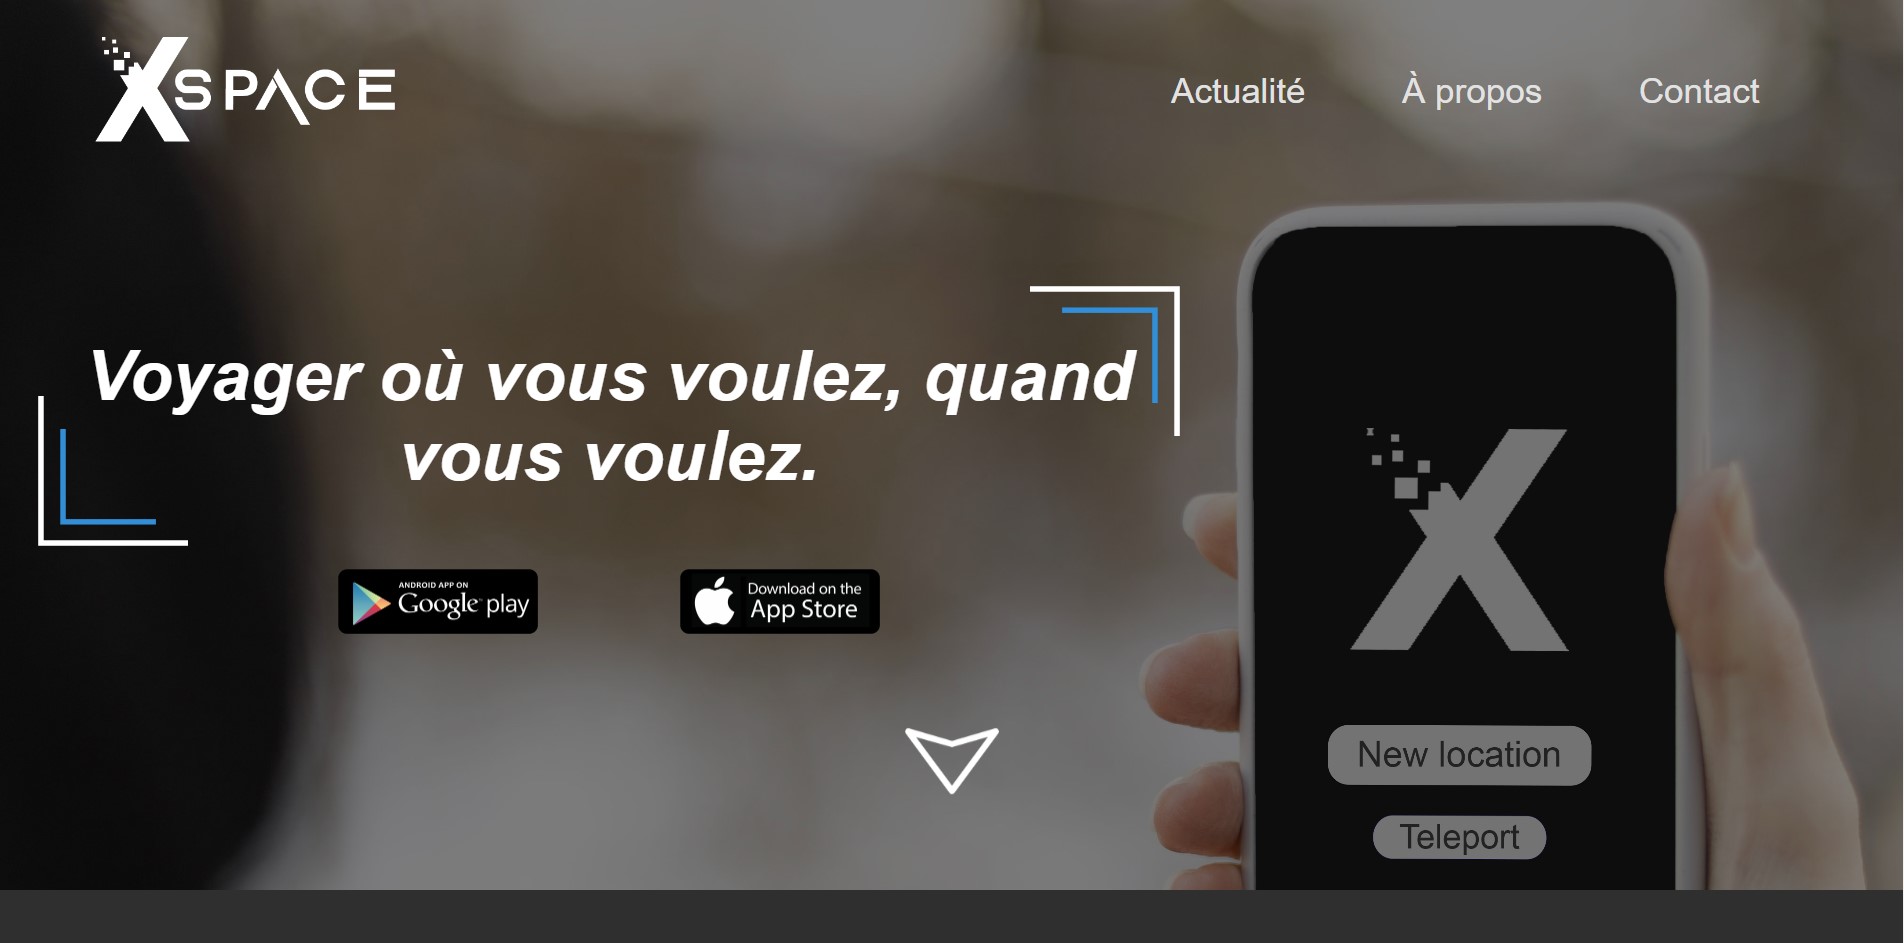 XSPACE
Actualité
À propos
Contact
Voyager où vous voulez, quand
vous voulez.
ANDROID APP ON
Google play
Download on the
App Store
X
New location
Teleport